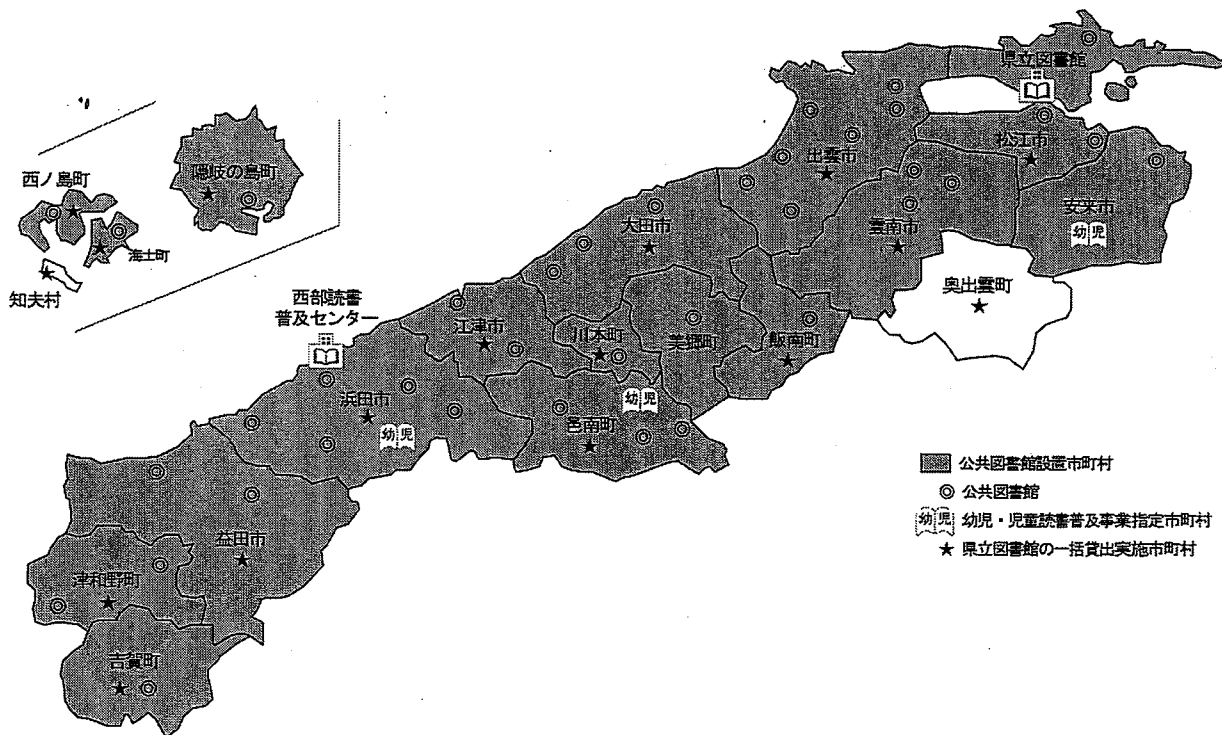 県立図書館
松江市
出雲市
安来市
幼児
雲南市
奥出雲町
大田市
飯南町
美郷町
川本町
江津市
幼児
邑南町
西部読書
普及センター
浜田市
幼児
益田市
津和野町
吉賀町
隠岐の島町
西ノ島町
海士町
知夫村
公共図書館設置市町村
◎ 公共図書館
幼児 幼児・児童読書普及事業指定市町村
★ 県立図書館の一括貸出実施市町村